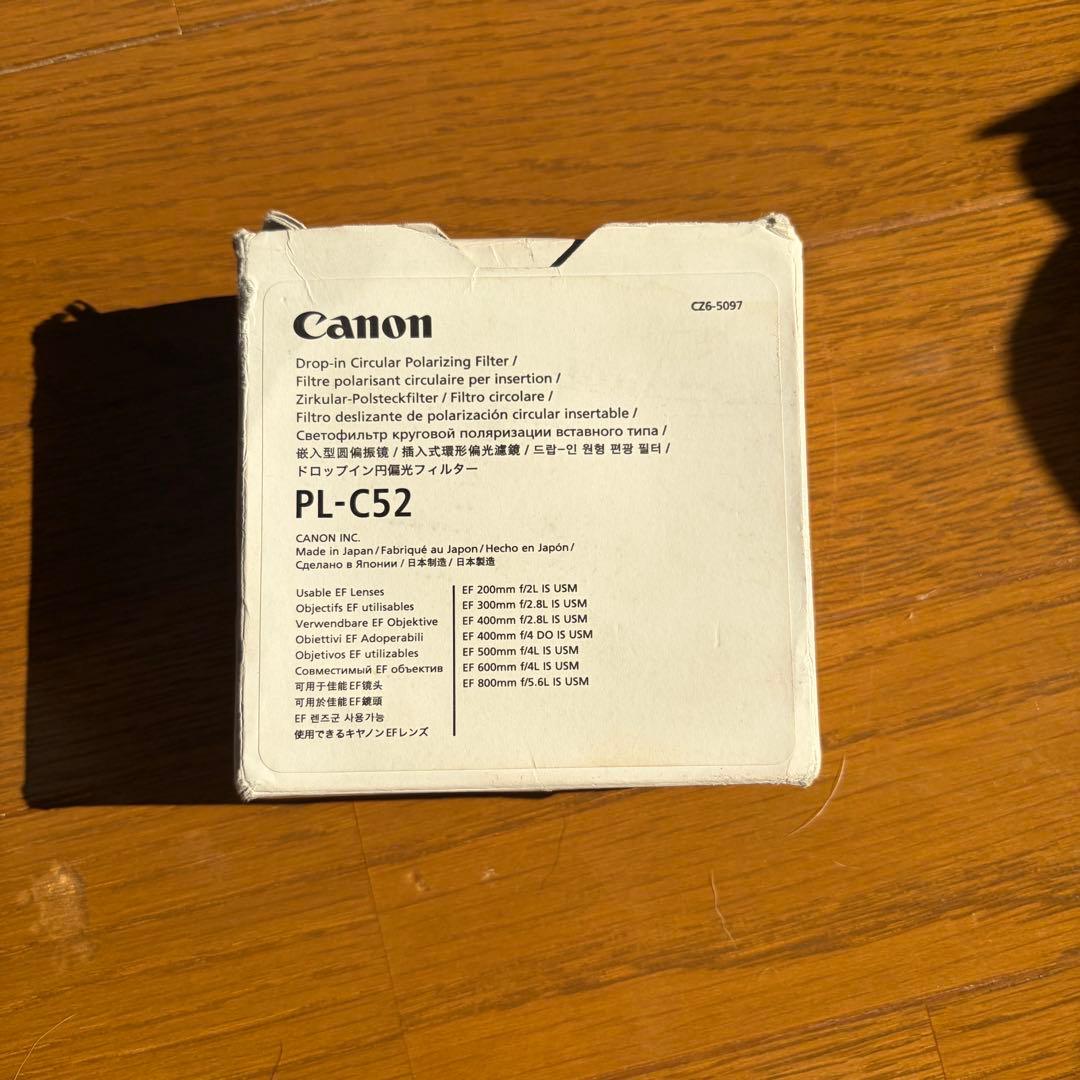 Canon
CZ6-5097
Drop-in Circular Polarizing Filter /
Filtre polarisant circulaire per insertion /
Zirkular-Polsteckfilter / Filtro circolare /
Filtro deslizante de polarización circular insertable /
Светофильтр круговой поляризации вставного типа /
嵌入型圆偏振镜 / 插入式環形偏光濾鏡 / 드랍-인 원형 편광 필터 /
ドロップイン円偏光フィルター
PL-C52
CANON INC.
Made in Japan / Fabriqué au Japon / Hecho en Japón /
Сделано в Японии / 日本制造 / 日本製造
Usable EF Lenses
Objectifs EF utilisables
Verwendbare EF Objektive
Obiettivi EF Adoperabili
Objetivos EF utilizables
Совместимый EF объектив
可用于佳能EF镜头
可用於佳能EF鏡頭
EF 렌즈군 사용가능
使用できるキヤノンEFレンズ
EF 200mm f/2L IS USM
EF 300mm f/2.8L IS USM
EF 400mm f/2.8L IS USM
EF 400mm f/4 DO IS USM
EF 500mm f/4L IS USM
EF 600mm f/4L IS USM
EF 800mm f/5.6L IS USM